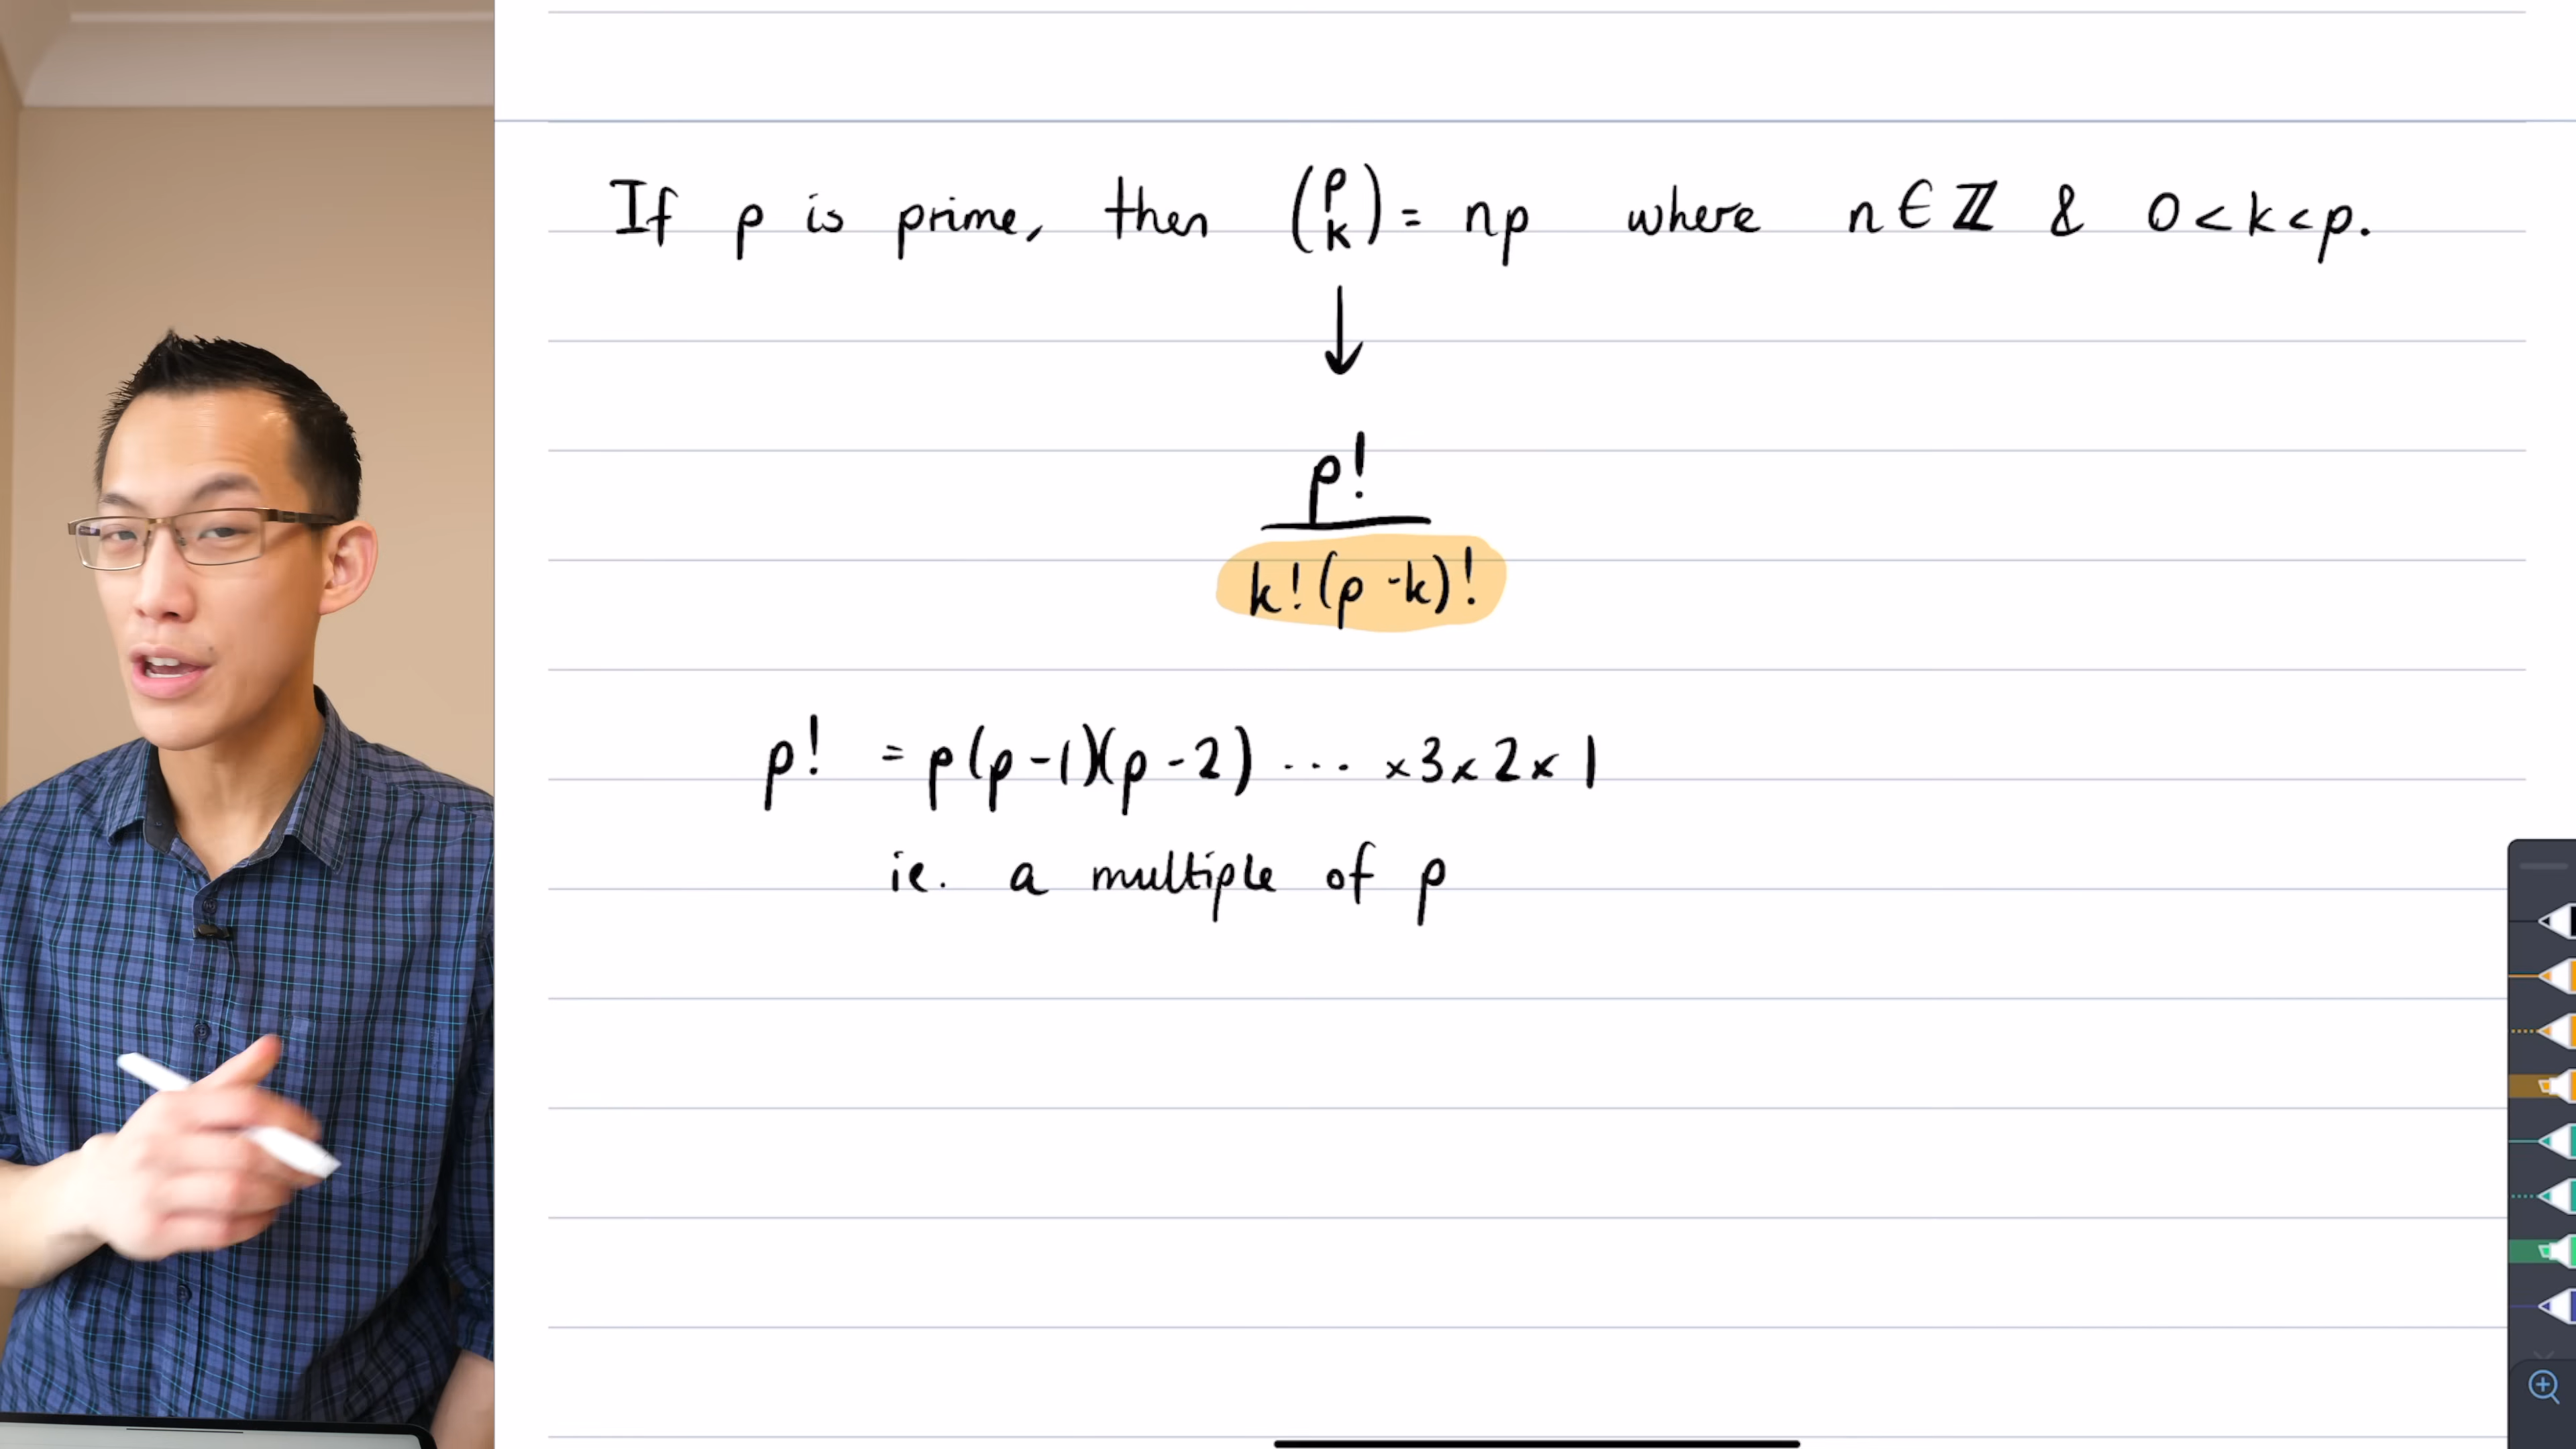 If p is prime, then (p k) = np where n ∈ ℤ & 0 < k < p.
↓
p!
k!(p-k)!
p! = p(p-1)(p-2) ... ×3×2×1
ie. a multiple of p